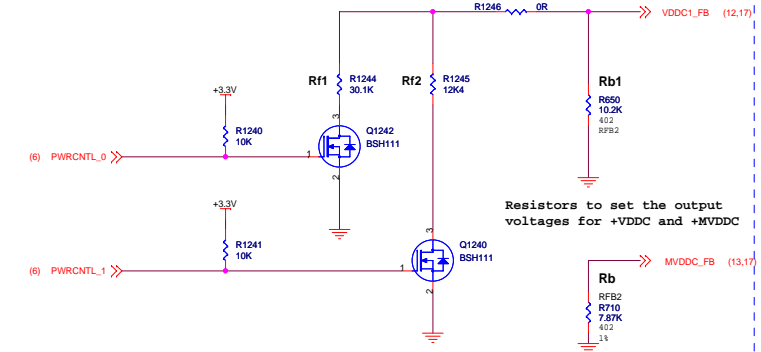 R1246 0R
VDDC1_FB (12,17)
Rf1
R1244
30.1K
Rf2
R1245
12K4
Rb1
R650
10.2K
402
RFB2
+3.3V
R1240
10K
3
Q1242
BSH111
1
2
(6) PWRCNTL_0
Resistors to set the output
voltages for +VDDC and +MVDDC
+3.3V
R1241
10K
3
Q1240
BSH111
1
2
(6) PWRCNTL_1
MVDDC_FB (13,17)
Rb
RFB2
R710
7.87K
402
1%